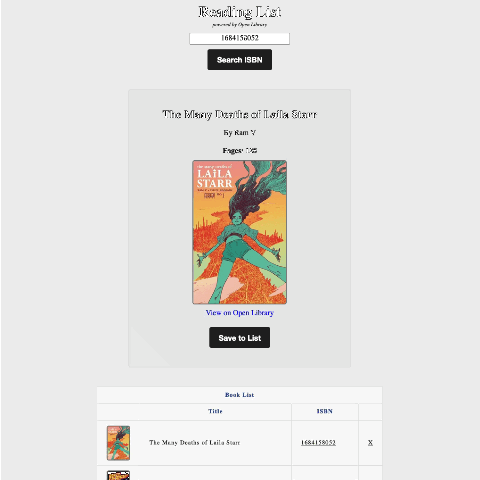 Reading List
powered by Open Library
1684158052
Search ISBN
The Many Deaths of Laila Starr
By Ram V
Pages:
the many deaths of
LAILA
STARR
View on Open Library
Save to List
Book List
Title ISBN
The Many Deaths of Laila Starr 1684158052 X